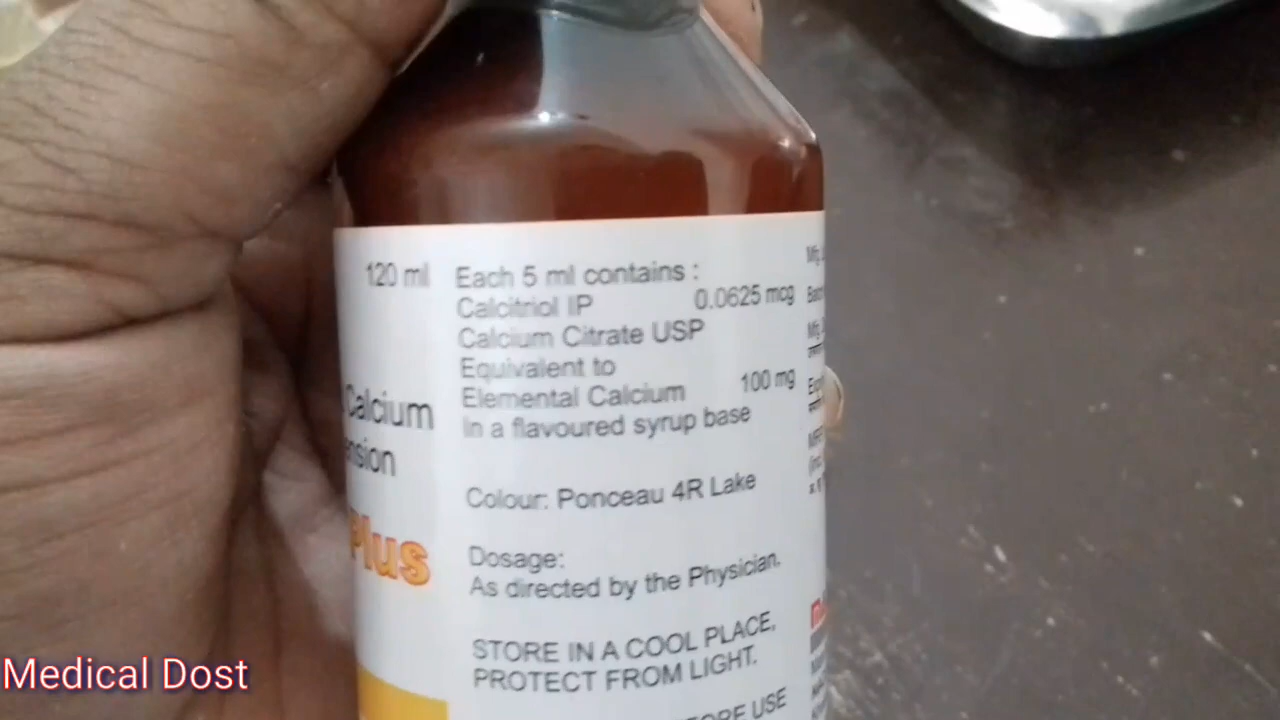 120 ml
Calcium
Plus
Each 5 ml contains :
Calcitriol IP 0.0625 mcg
Calcium Citrate USP
Equivalent to
Elemental Calcium 100 mg
In a flavoured syrup base
Colour: Ponceau 4R Lake
Dosage:
As directed by the Physician.
STORE IN A COOL PLACE,
PROTECT FROM LIGHT.
USE
Medical Dost